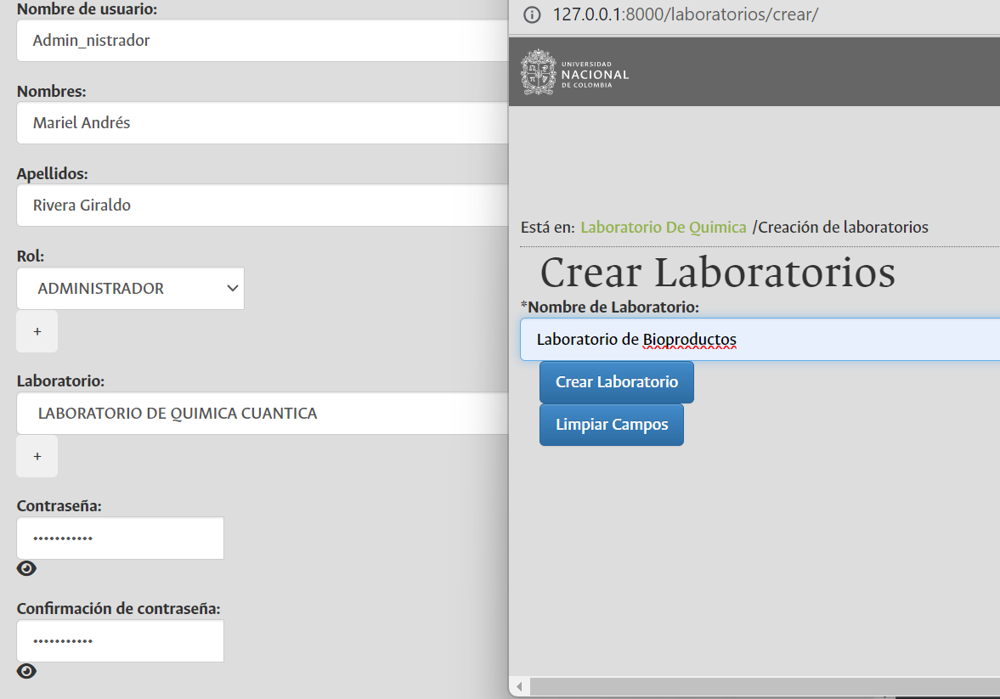 Nombre de usuario:
Admin_nistrador
Nombres:
Mariel Andrés
Apellidos:
Rivera Giraldo
Rol:
ADMINISTRADOR
+
Laboratorio:
LABORATORIO DE QUIMICA CUANTICA
+
Contraseña:
•••••••••••
Confirmación de contraseña:
•••••••••••
127.0.0.1:8000/laboratorios/crear/
UNIVERSIDAD
NACIONAL
DE COLOMBIA
Está en: Laboratorio De Quimica /Creación de laboratorios
Crear Laboratorios
*Nombre de Laboratorio:
Laboratorio de Bioproductos
Crear Laboratorio
Limpiar Campos